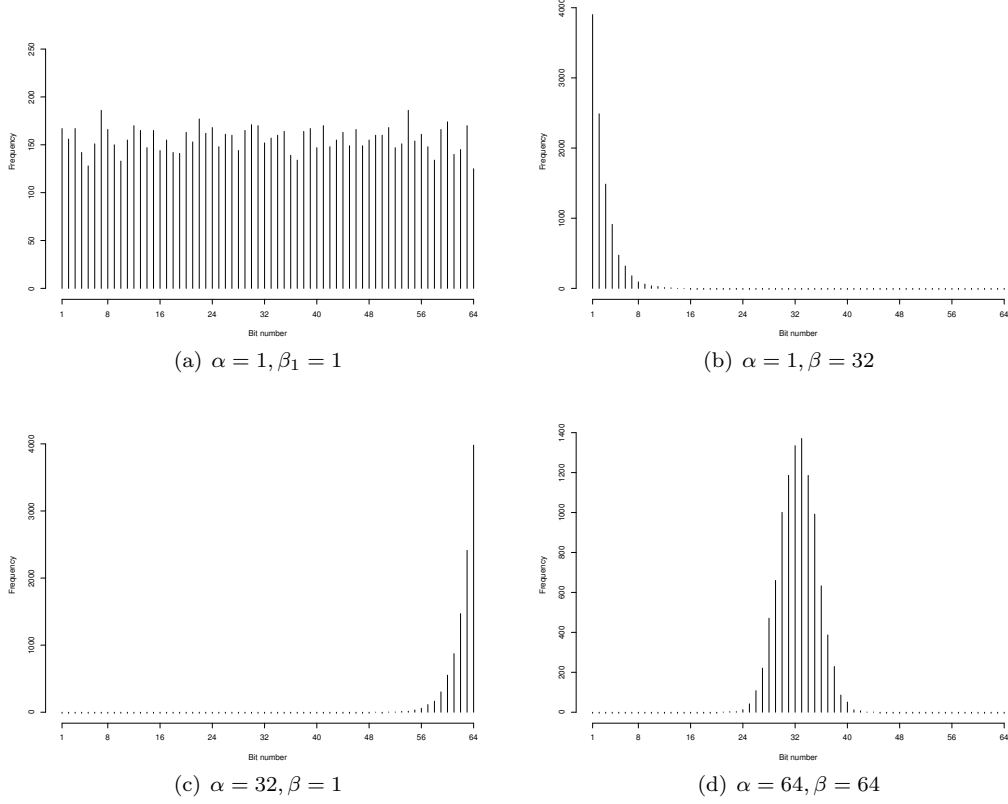 250
200
150
100
50
0
Frequency
1 8 16 24 32 40 48 56 64
Bit number
(a) α = 1, β₁ = 1
4000
3000
2000
1000
0
Frequency
1 8 16 24 32 40 48 56 64
Bit number
(b) α = 1, β = 32
4000
3000
2000
1000
0
Frequency
1 8 16 24 32 40 48 56 64
Bit number
(c) α = 32, β = 1
1400
1200
1000
800
600
400
200
0
Frequency
1 8 16 24 32 40 48 56 64
Bit number
(d) α = 64, β = 64